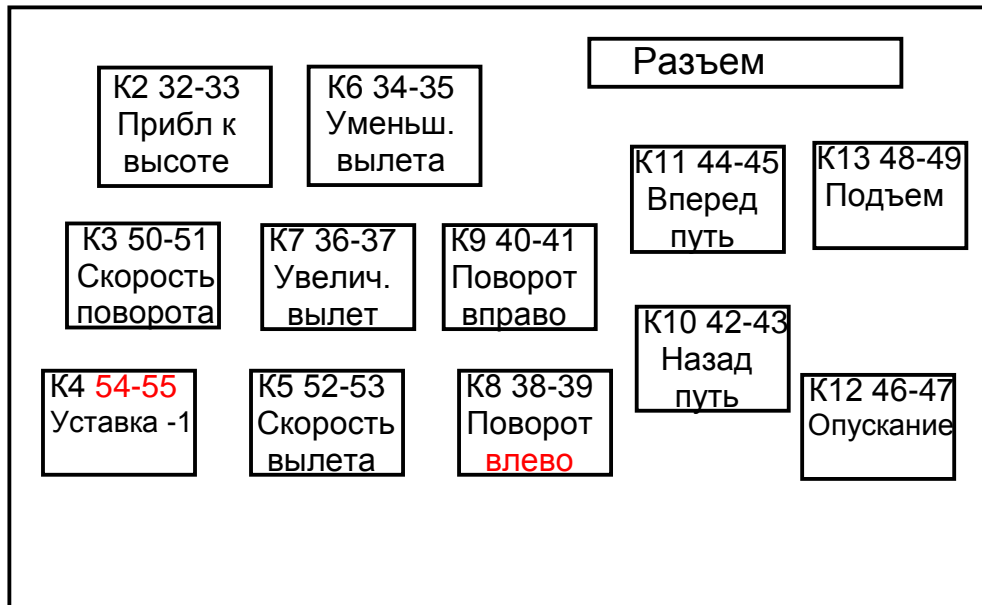 Разъем
К2 32-33
Прибл к
высоте
К6 34-35
Уменьш.
вылета
К11 44-45
Вперед
путь
К13 48-49
Подъем
К3 50-51
Скорость
поворота
К7 36-37
Увелич.
вылет
К9 40-41
Поворот
вправо
К10 42-43
Назад
путь
К4 54-55
Уставка -1
К5 52-53
Скорость
вылета
К8 38-39
Поворот
влево
К12 46-47
Опускание